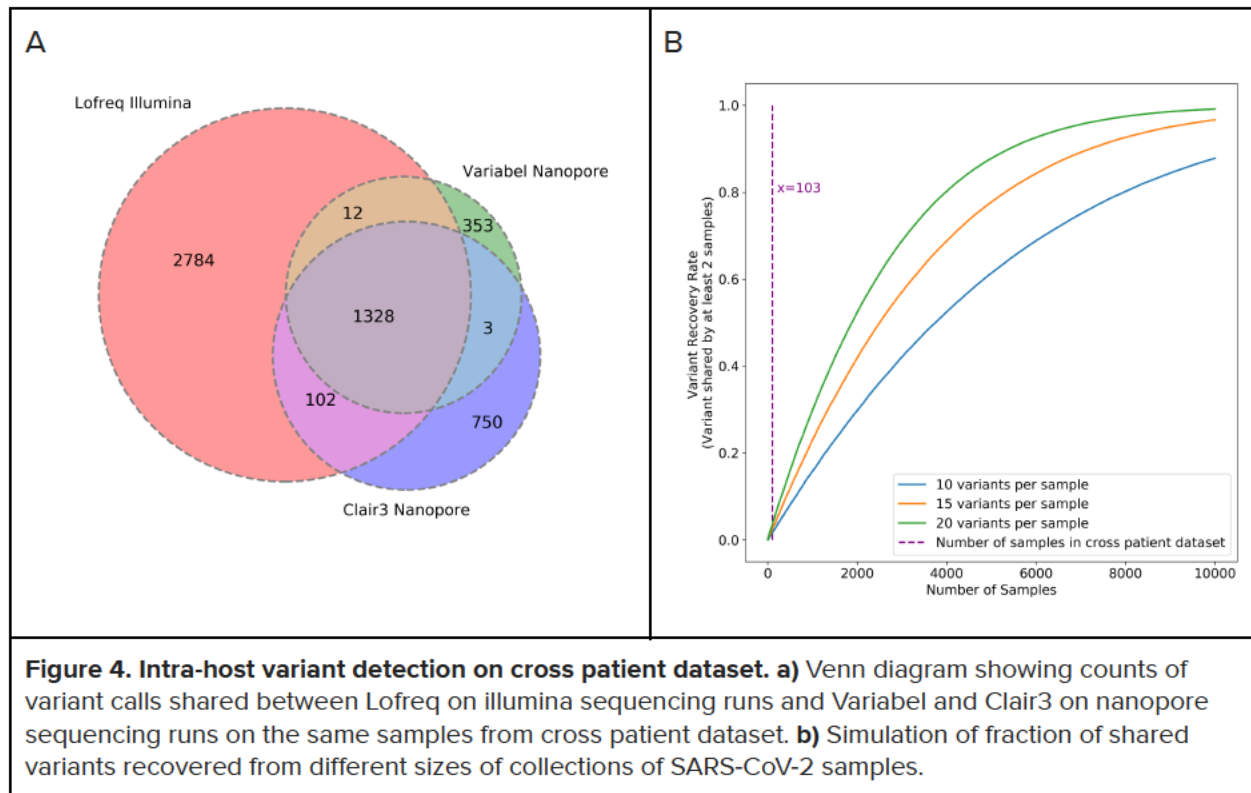 A
Lofreq Illumina
Variabel Nanopore
12
353
2784
1328
3
102
750
Clair3 Nanopore
B
1.0
0.8
0.6
0.4
0.2
0.0
Variant Recovery Rate
(Variant shared by at least 2 samples)
x=103
10 variants per sample
15 variants per sample
20 variants per sample
Number of samples in cross patient dataset
0
2000
4000
6000
8000
10000
Number of Samples
Figure 4. Intra-host variant detection on cross patient dataset. a) Venn diagram showing counts of
variant calls shared between Lofreq on illumina sequencing runs and Variabel and Clair3 on nanopore
sequencing runs on the same samples from cross patient dataset. b) Simulation of fraction of shared
variants recovered from different sizes of collections of SARS-CoV-2 samples.